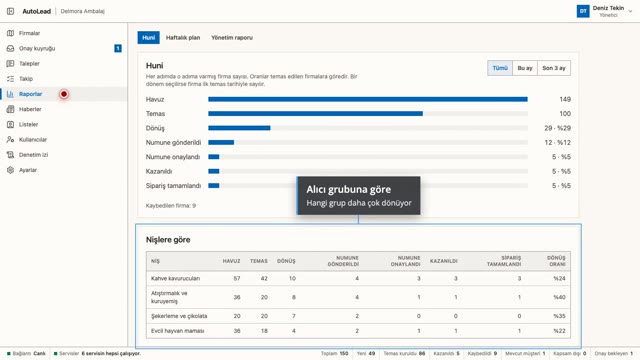 AutoLead Delmora Ambalaj
DT Deniz Tekin
Yönetici
Firmalar
Onay kuyruğu 1
Talepler
Takip
Raporlar
Haberler
Listeler
Kullanıcılar
Denetim izi
Ayarlar
Huni Haftalık plan Yönetim raporu
Huni
Her adımda o adıma varmış firma sayısı. Oranlar temas edilen firmalara göredir. Bir
dönem seçilirse firma ilk temas tarihiyle sayılır.
Tümü Bu ay Son 3 ay
Havuz 149
Temas 100
Dönüş 29 · %29
Numune gönderildi 12 · %12
Numune onaylandı 5 · %5
Kazanıldı 5 · %5
Sipariş tamamlandı 5 · %5
Kaybedilen firma: 9
Alıcı grubuna göre
Hangi grup daha çok dönüyor
Nişlere göre
NİŞ HAVUZ TEMAS DÖNÜŞ NUMUNE GÖNDERİLDİ NUMUNE ONAYLANDI KAZANILDI SİPARİŞ TAMAMLANDI DÖNÜŞ ORANI
Kahve kavurucuları 57 42 10 4 3 3 3 %24
Atıştırmalık ve kuruyemiş 36 20 8 4 1 1 1 %40
Şekerleme ve çikolata 20 20 7 2 0 0 0 %35
Evcil hayvan maması 36 18 4 2 1 1 1 %22
Bağlantı Canlı Servisler 6 servisin hepsi çalışıyor. Toplam 150 Yeni 49 Temas kuruldu 86 Kazanıldı 5 Kaybedildi 9 Mevcut müşteri 1 Kapsam dışı 0 Onay bekleyen 1